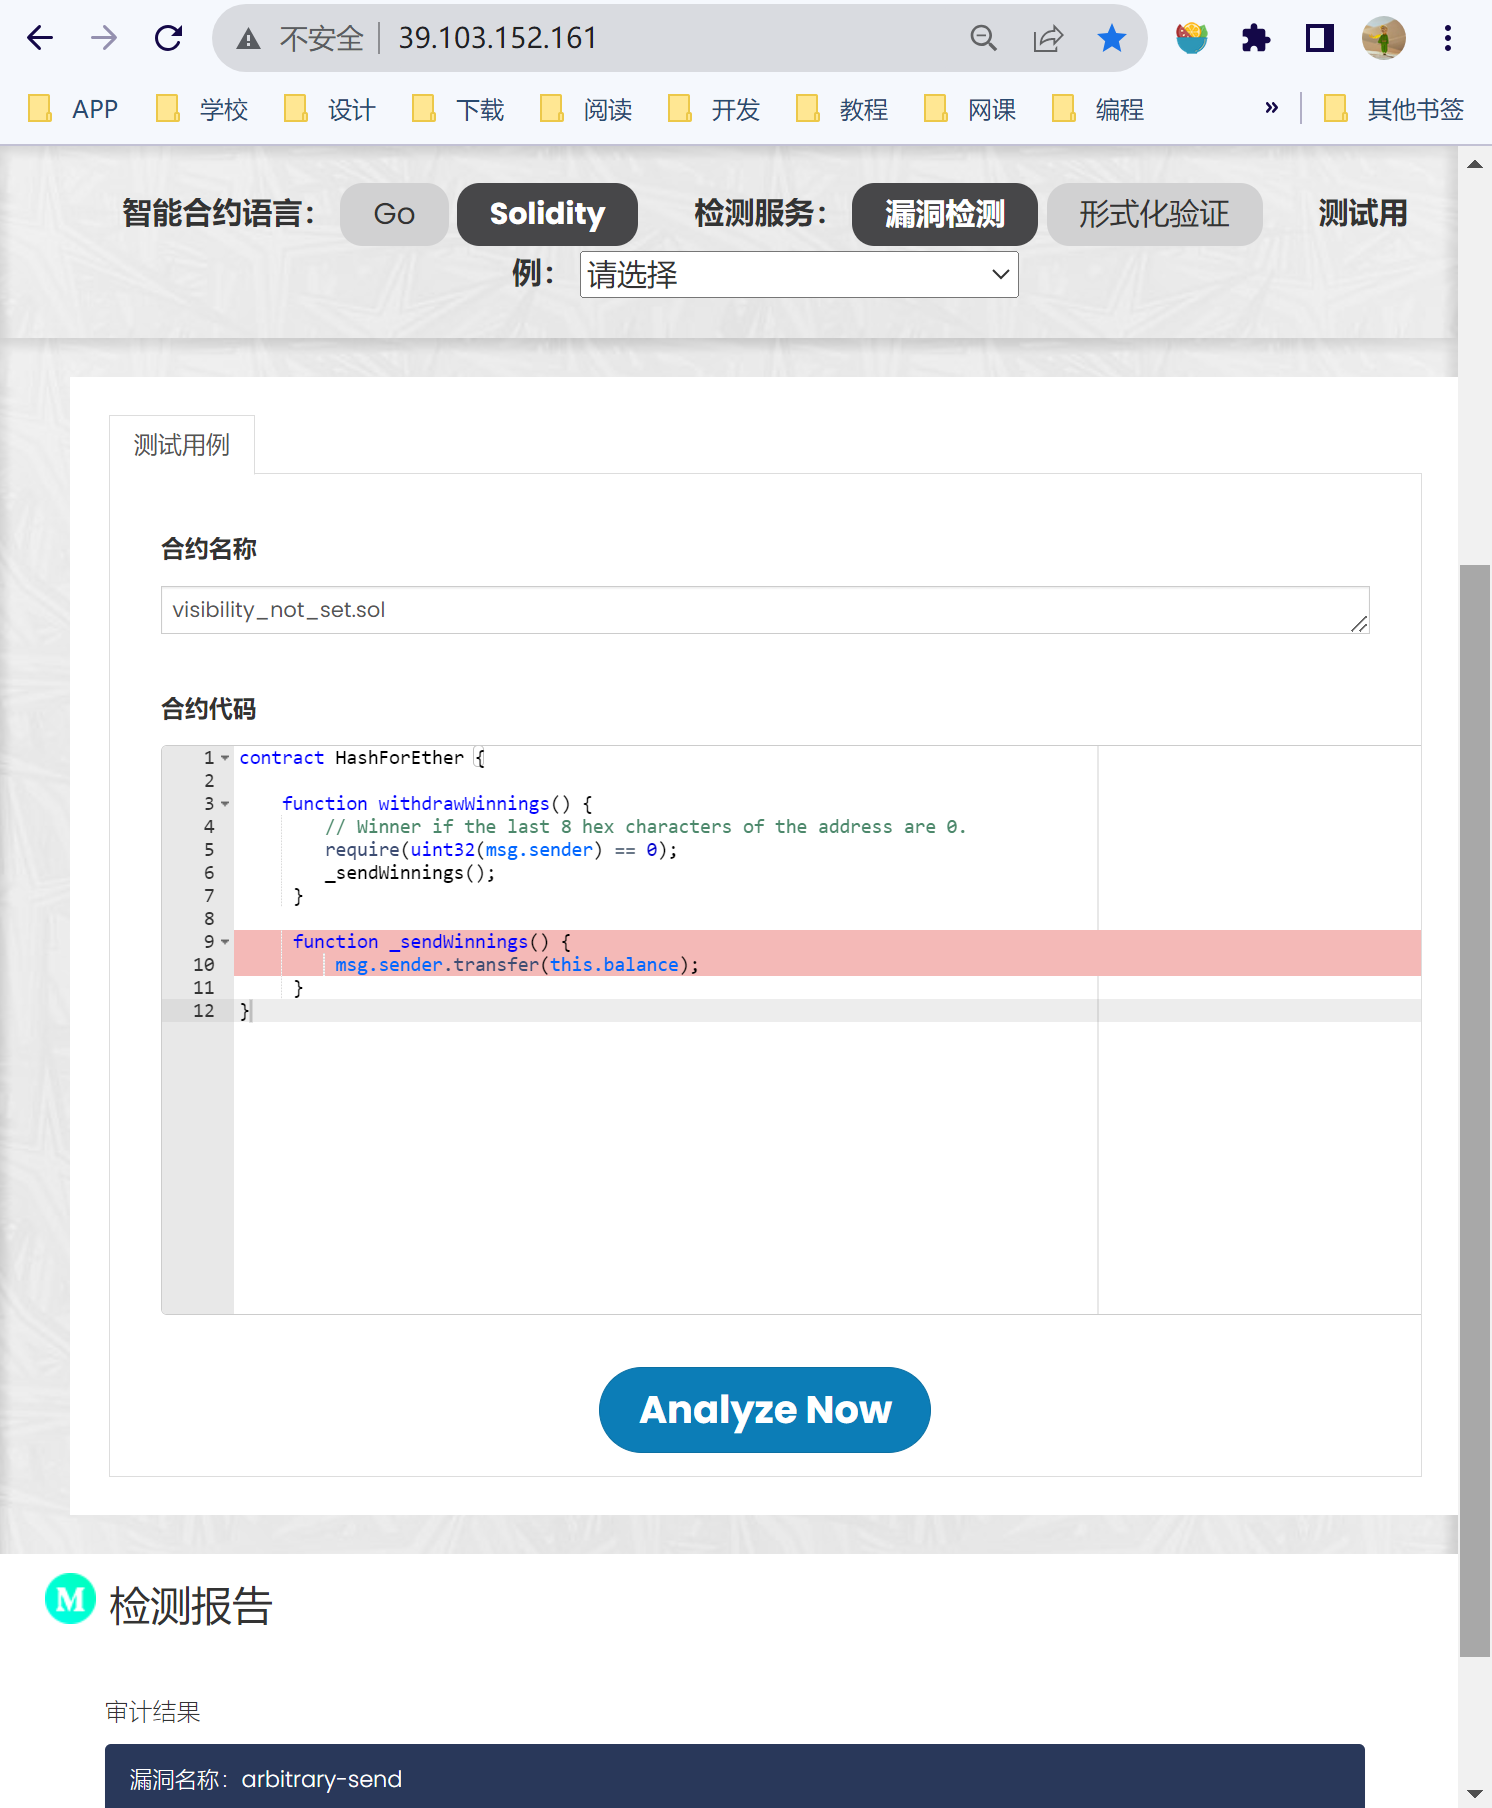 不安全 39.103.152.161
APP 学校 设计 下载 阅读 开发 教程 网课 编程 » 其他书签
智能合约语言： Go Solidity 检测服务： 漏洞检测 形式化验证 测试用
例： 请选择
测试用例
合约名称
visibility_not_set.sol
合约代码
1 contract HashForEther {
2
3 function withdrawWinnings() {
4 // Winner if the last 8 hex characters of the address are 0.
5 require(uint32(msg.sender) == 0);
6 _sendWinnings();
7 }
8
9 function _sendWinnings() {
10 msg.sender.transfer(this.balance);
11 }
12 }
Analyze Now
M 检测报告
审计结果
漏洞名称：arbitrary-send